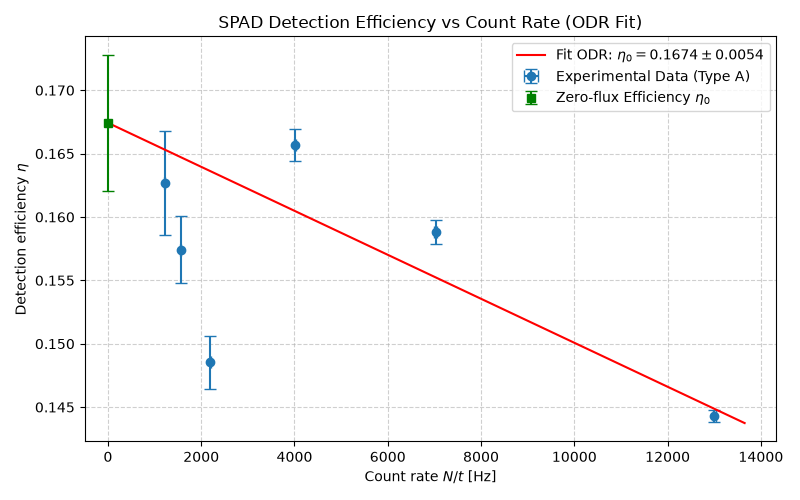 SPAD Detection Efficiency vs Count Rate (ODR Fit)
Fit ODR: η₀ = 0.1674 ± 0.0054
Experimental Data (Type A)
Zero-flux Efficiency η₀
Detection efficiency η
0.170
0.165
0.160
0.155
0.150
0.145
0 2000 4000 6000 8000 10000 12000 14000
Count rate N/t [Hz]